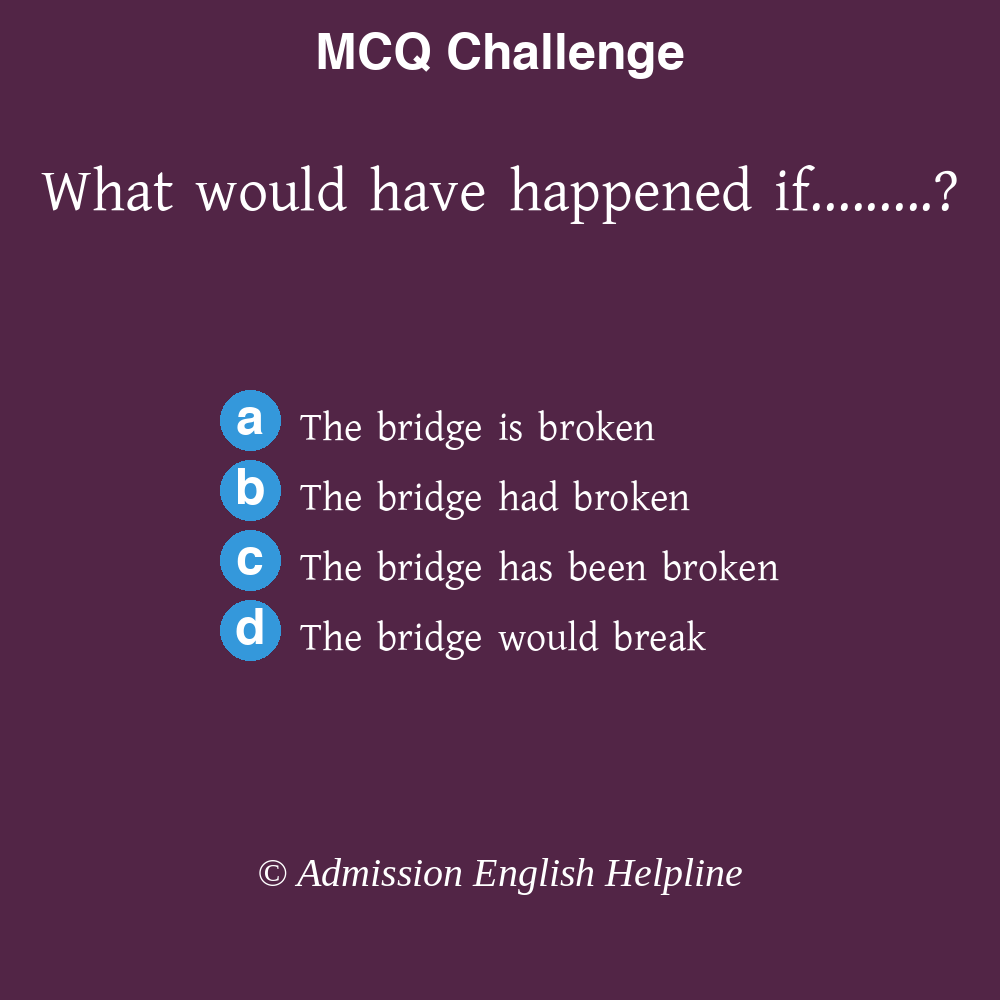 MCQ Challenge
What would have happened if.........?
a The bridge is broken
b The bridge had broken
c The bridge has been broken
d The bridge would break
© Admission English Helpline